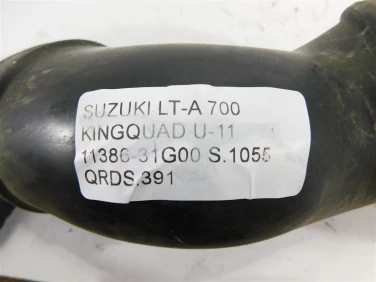 SUZUKI LT-A 700
KINGQUAD U-11
11386-31G00 S.1055
QRDS.391